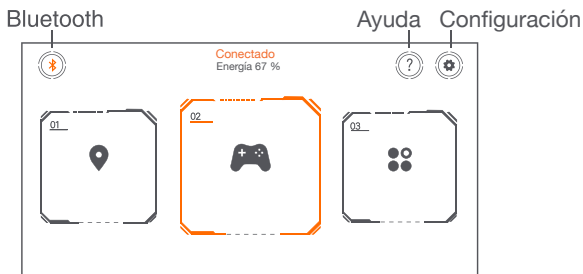 Bluetooth
Ayuda
Configuración
Conectado
Energía 67 %
?
01
02
03